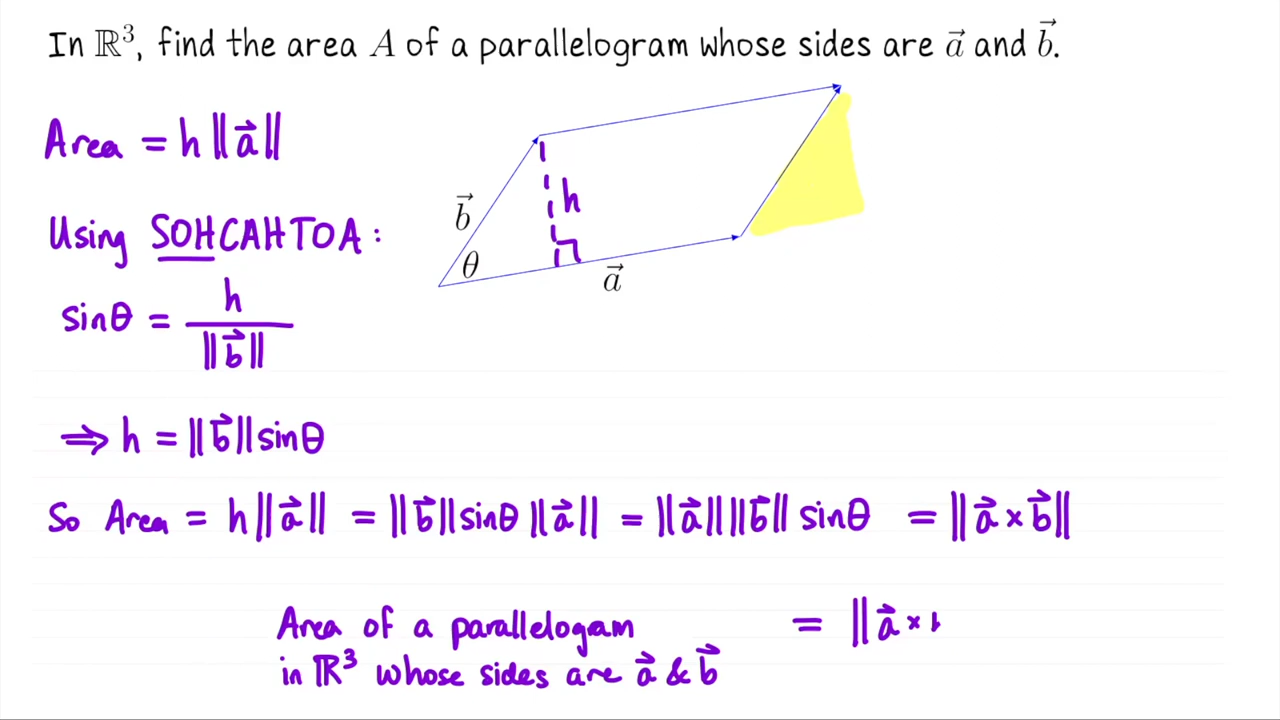 In ℝ³, find the area A of a parallelogram whose sides are a⃗ and b⃗.
Area = h‖a⃗‖
Using SOHCAHTOA:
sinθ = h / ‖b⃗‖
⟹ h = ‖b⃗‖ sinθ
b⃗
θ
h
a⃗
So Area = h‖a⃗‖ = ‖b⃗‖ sinθ ‖a⃗‖ = ‖a⃗‖ ‖b⃗‖ sinθ = ‖a⃗ × b⃗‖
Area of a parallelogam = ‖a⃗ ×
in ℝ³ whose sides are a⃗ & b⃗